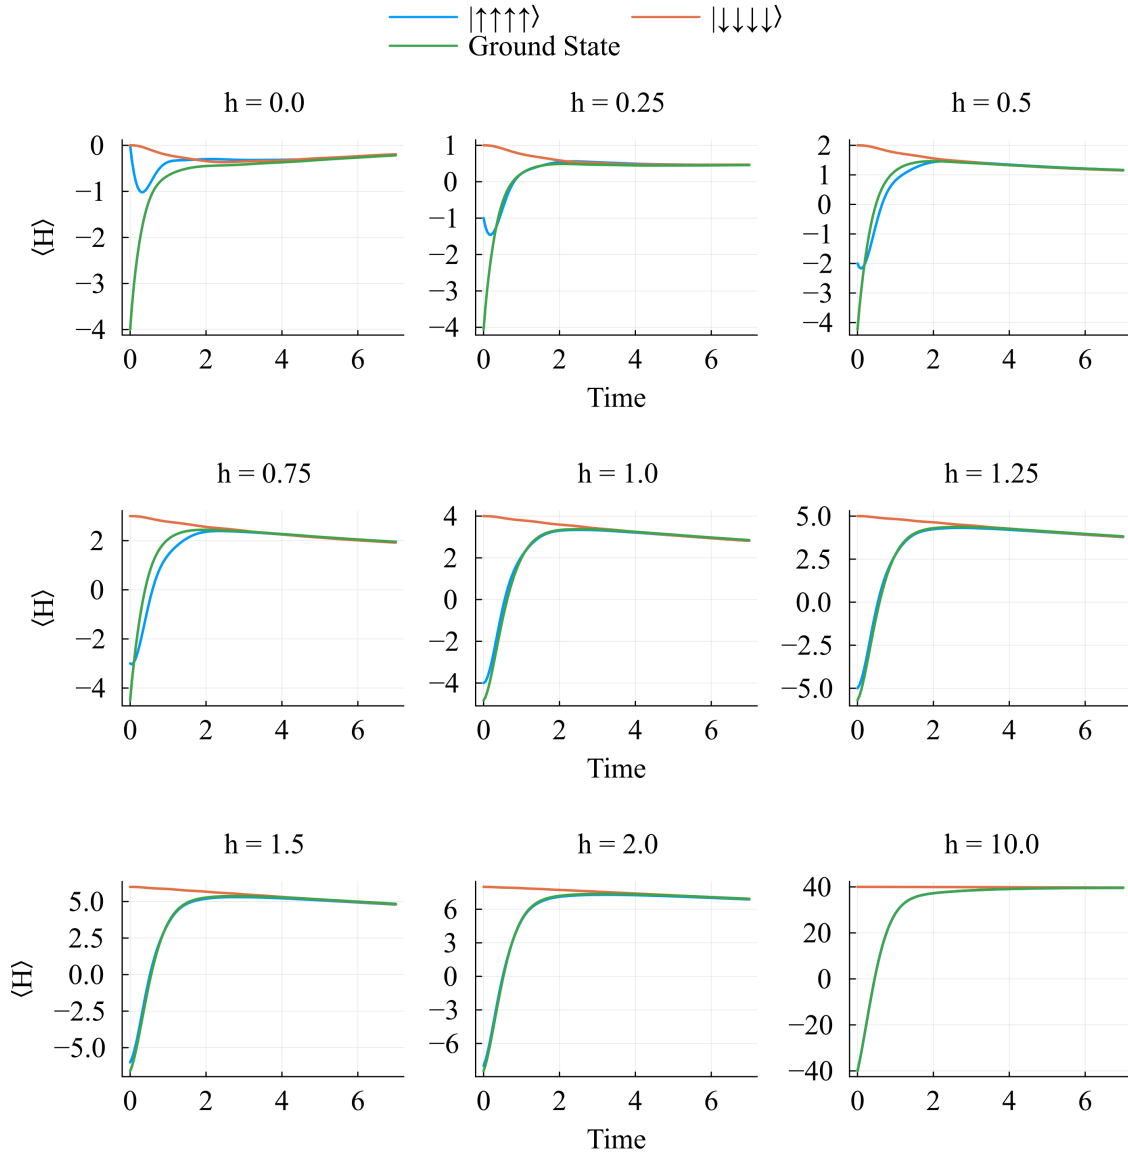 |↑↑↑↑⟩ |↓↓↓↓⟩
Ground State
h = 0.0 h = 0.25 h = 0.5
⟨H⟩
0
−1
−2
−3
−4
0 2 4 6
1
0
−1
−2
−3
−4
0 2 4 6
Time
2
1
0
−1
−2
−3
−4
0 2 4 6
h = 0.75 h = 1.0 h = 1.25
⟨H⟩
2
0
−2
−4
0 2 4 6
4
2
0
−2
−4
0 2 4 6
Time
5.0
2.5
0.0
−2.5
−5.0
0 2 4 6
h = 1.5 h = 2.0 h = 10.0
⟨H⟩
5.0
2.5
0.0
−2.5
−5.0
0 2 4 6
6
3
0
−3
−6
0 2 4 6
Time
40
20
0
−20
−40
0 2 4 6